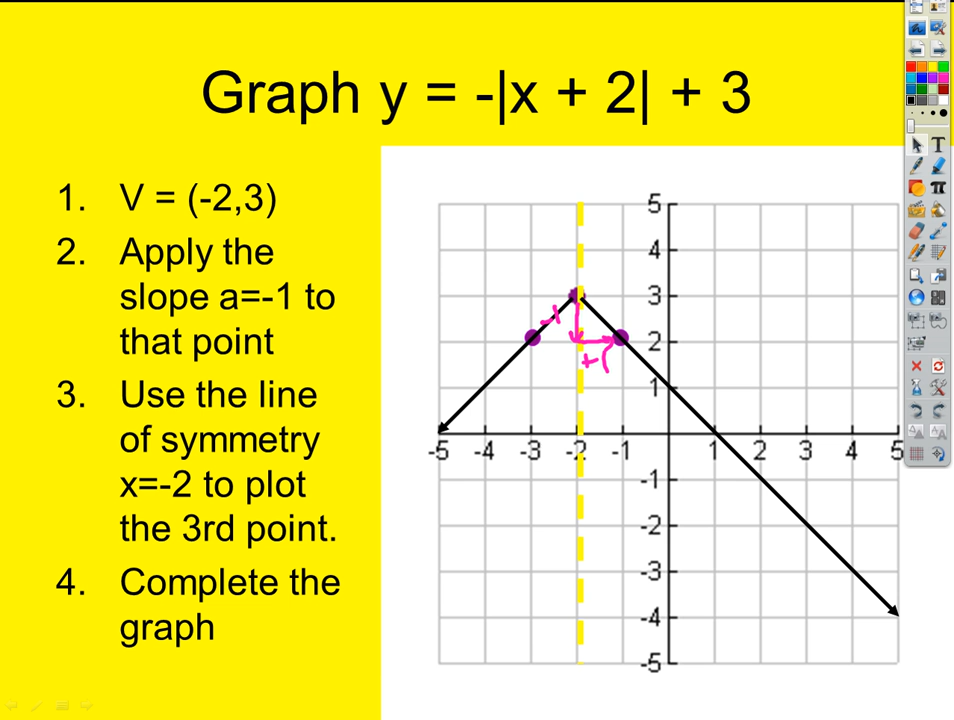 Graph y = -|x + 2| + 3
1. V = (-2,3)
2. Apply the
slope a=-1 to
that point
3. Use the line
of symmetry
x=-2 to plot
the 3rd point.
4. Complete the
graph
5
4
3
2
1
-5 -4 -3 -2 -1 1 2 3 4 5
-1
-2
-3
-4
-5
-1
+1
T
π